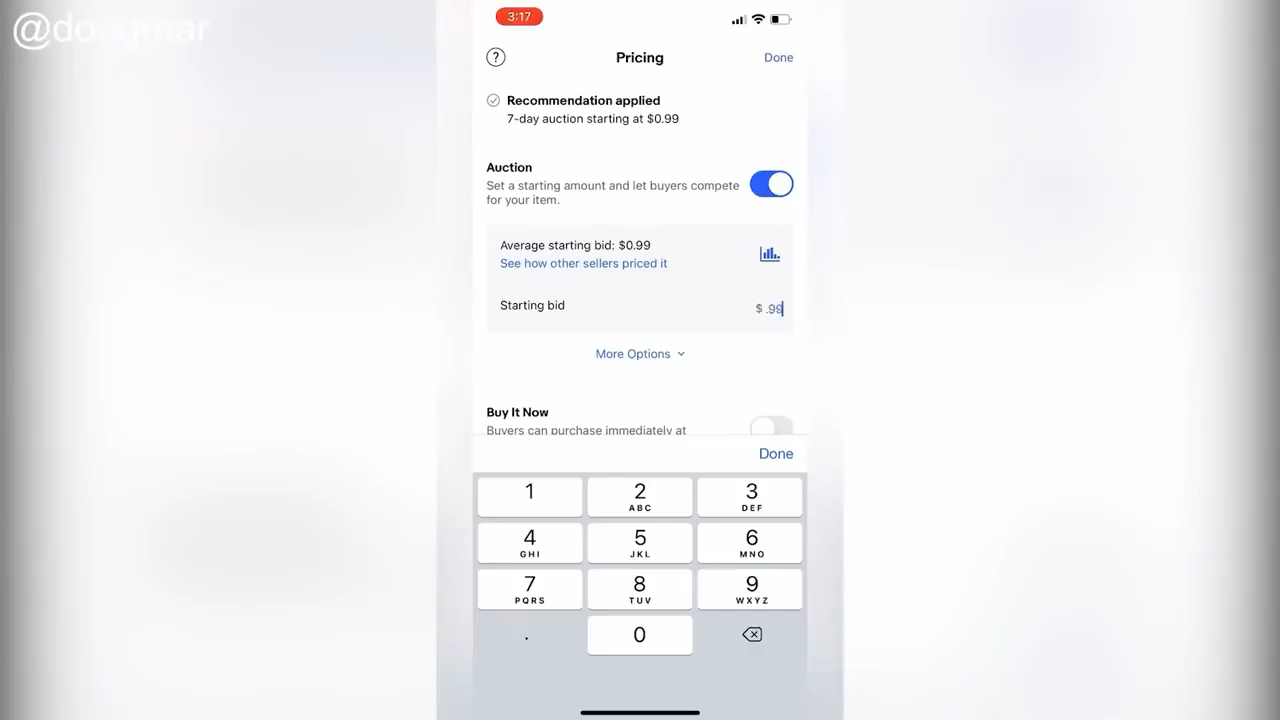 @dougmar
3:17
?
Pricing
Done
Recommendation applied
7-day auction starting at $0.99
Auction
Set a starting amount and let buyers compete
for your item.
Average starting bid: $0.99
See how other sellers priced it
Starting bid
$ .99
More Options
Buy It Now
Buyers can purchase immediately at
Done
1
2
ABC
3
DEF
4
GHI
5
JKL
6
MNO
7
PQRS
8
TUV
9
WXYZ
.
0